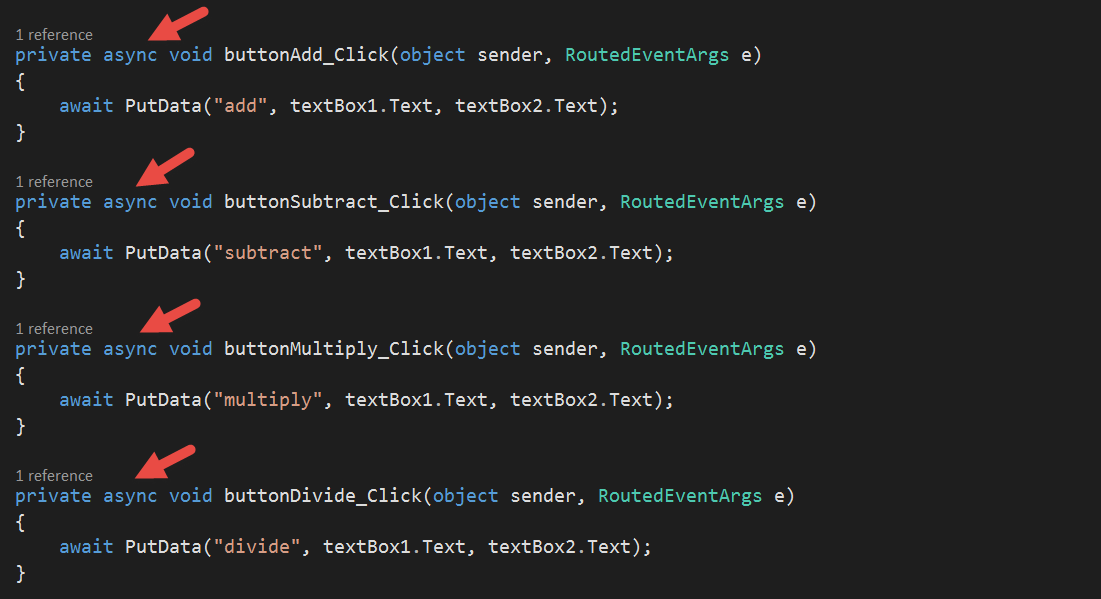 1 reference
private async void buttonAdd_Click(object sender, RoutedEventArgs e)
{
    await PutData("add", textBox1.Text, textBox2.Text);
}
1 reference
private async void buttonSubtract_Click(object sender, RoutedEventArgs e)
{
    await PutData("subtract", textBox1.Text, textBox2.Text);
}
1 reference
private async void buttonMultiply_Click(object sender, RoutedEventArgs e)
{
    await PutData("multiply", textBox1.Text, textBox2.Text);
}
1 reference
private async void buttonDivide_Click(object sender, RoutedEventArgs e)
{
    await PutData("divide", textBox1.Text, textBox2.Text);
}